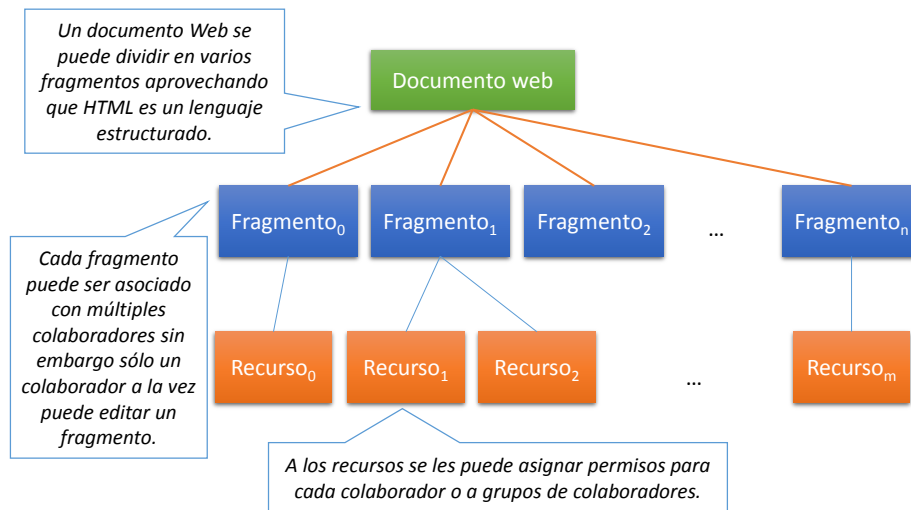 Un documento Web se
puede dividir en varios
fragmentos aprovechando
que HTML es un lenguaje
estructurado.
Documento web
Fragmento₀
Fragmento₁
Fragmento₂
...
Fragmentoₙ
Cada fragmento
puede ser asociado
con múltiples
colaboradores sin
embargo sólo un
colaborador a la vez
puede editar un
fragmento.
Recurso₀
Recurso₁
Recurso₂
...
Recursoₘ
A los recursos se les puede asignar permisos para
cada colaborador o a grupos de colaboradores.